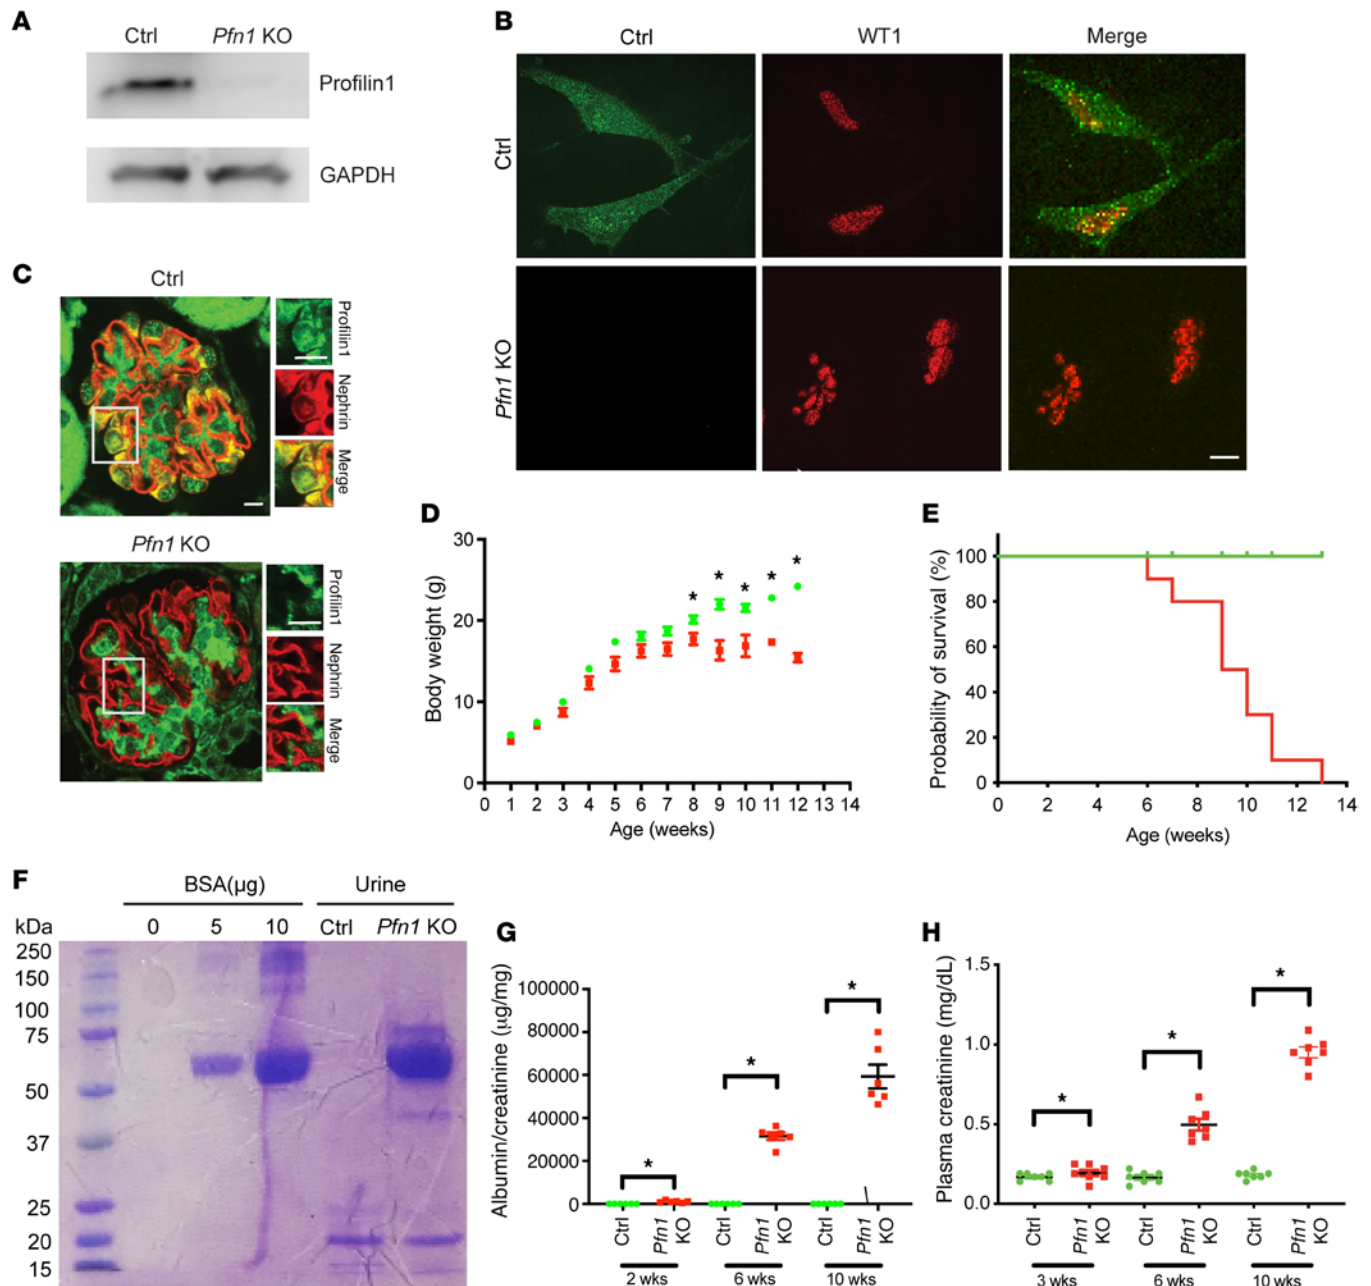 A
Ctrl Pfn1 KO
Profilin1
GAPDH
B
Ctrl WT1 Merge
Ctrl
Pfn1 KO
C
Ctrl
Profilin1
Nephrin
Merge
Pfn1 KO
Profilin1
Nephrin
Merge
D
Body weight (g)
30
20
10
0
0 1 2 3 4 5 6 7 8 9 10 11 12 13 14
* * * * *
Age (weeks)
E
Probability of survival (%)
100
80
60
40
20
0
0 2 4 6 8 10 12 14
Age (weeks)
F
BSA(µg) Urine
kDa 0 5 10 Ctrl Pfn1 KO
250
150
100
75
50
37
25
20
15
G
Albumin/creatinine (µg/mg)
100000
80000
60000
40000
20000
0
* * *
Ctrl Pfn1 KO Ctrl Pfn1 KO Ctrl Pfn1 KO
2 wks 6 wks 10 wks
H
Plasma creatinine (mg/dL)
1.5
1.0
0.5
0.0
* * *
Ctrl Pfn1 KO Ctrl Pfn1 KO Ctrl Pfn1 KO
3 wks 6 wks 10 wks